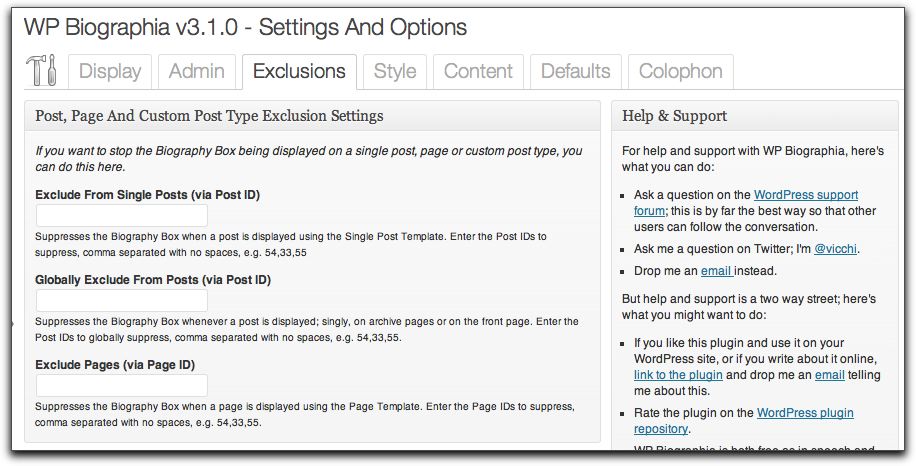 WP Biographia v3.1.0 - Settings And Options
Display Admin Exclusions Style Content Defaults Colophon
Post, Page And Custom Post Type Exclusion Settings
If you want to stop the Biography Box being displayed on a single post, page or custom post type, you
can do this here.
Exclude From Single Posts (via Post ID)
Suppresses the Biography Box when a post is displayed using the Single Post Template. Enter the Post IDs to
suppress, comma separated with no spaces, e.g. 54,33,55
Globally Exclude From Posts (via Post ID)
Suppresses the Biography Box whenever a post is displayed; singly, on archive pages or on the front page. Enter the
Post IDs to globally suppress, comma separated with no spaces, e.g. 54,33,55.
Exclude Pages (via Page ID)
Suppresses the Biography Box when a page is displayed using the Page Template. Enter the Page IDs to suppress,
comma separated with no spaces, e.g. 54,33,55.
Help & Support
For help and support with WP Biographia, here's
what you can do:
Ask a question on the WordPress support
forum; this is by far the best way so that other
users can follow the conversation.
Ask me a question on Twitter; I'm @vicchi.
Drop me an email instead.
But help and support is a two way street; here's
what you might want to do:
If you like this plugin and use it on your
WordPress site, or if you write about it online,
link to the plugin and drop me an email telling
me about this.
Rate the plugin on the WordPress plugin
repository.
WP Biographia is both free as in speech and